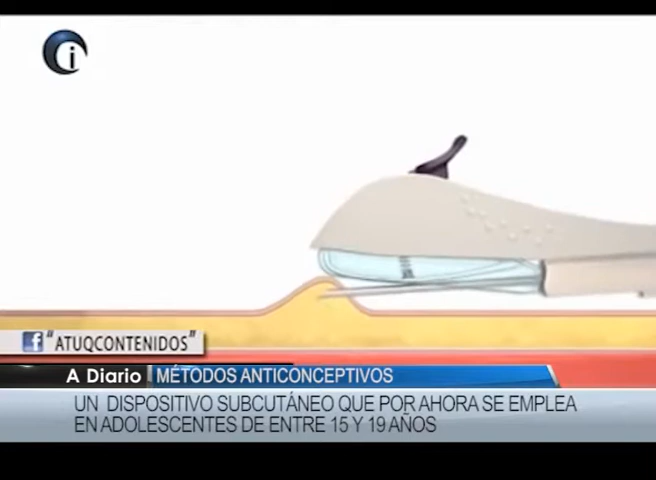 i
f "ATUQCONTENIDOS"
A Diario MÉTODOS ANTICONCEPTIVOS
UN DISPOSITIVO SUBCUTÁNEO QUE POR AHORA SE EMPLEA
EN ADOLESCENTES DE ENTRE 15 Y 19 AÑOS